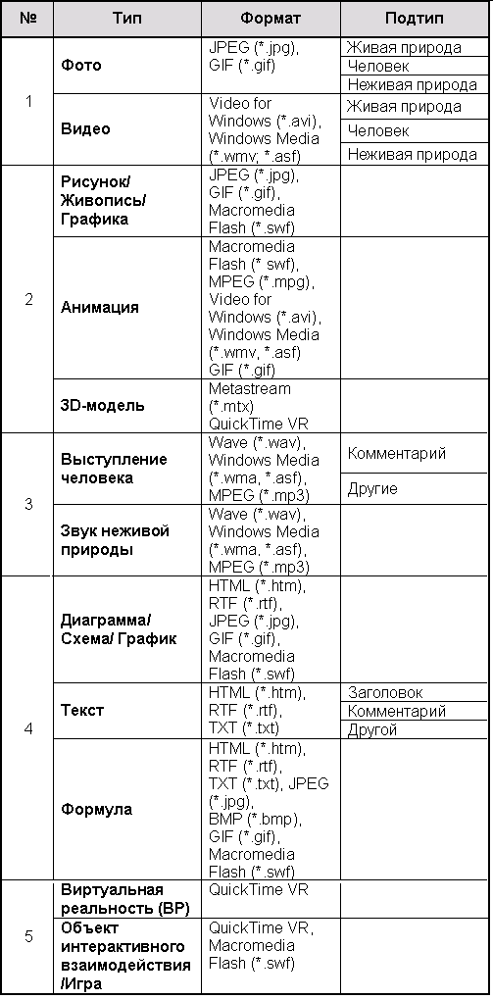 № Тип Формат Подтип
1
Фото
JPEG (*.jpg),
GIF (*.gif)
Живая природа
Человек
Неживая природа
Видео
Video for
Windows (*.avi),
Windows Media
(*.wmv; *.asf)
Живая природа
Человек
Неживая природа
2
Рисунок/
Живопись/
Графика
JPEG (*.jpg),
GIF (*.gif),
Macromedia
Flash (*.swf)
Анимация
Macromedia
Flash (* swf),
MPEG (*.mpg),
Video for
Windows (*.avi),
Windows Media
(*.wmv, *.asf)
GIF (*.gif)
3D-модель
Metastream
(*.mtx)
QuickTime VR
3
Выступление
человека
Wave (*.wav),
Windows Media
(*.wma, *.asf),
MPEG (*.mp3)
Комментарий
Другие
Звук неживой
природы
Wave (*.wav),
Windows Media
(*.wma, *.asf),
MPEG (*.mp3)
4
Диаграмма/
Схема/ График
HTML (*.htm),
RTF (*.rtf),
JPEG (*.jpg),
GIF (*.gif),
Macromedia
Flash (*.swf)
Текст
HTML (*.htm),
RTF (*.rtf),
TXT (*.txt)
Заголовок
Комментарий
Другой
Формула
HTML (*.htm),
RTF (*.rtf),
TXT (*.txt), JPEG
(*.jpg),
BMP (*.bmp),
GIF (*.gif),
Macromedia
Flash (*.swf)
5
Виртуальная
реальность (ВР)
QuickTime VR
Объект
интерактивного
взаимодействия
/Игра
QuickTime VR,
Macromedia
Flash (*.swf)